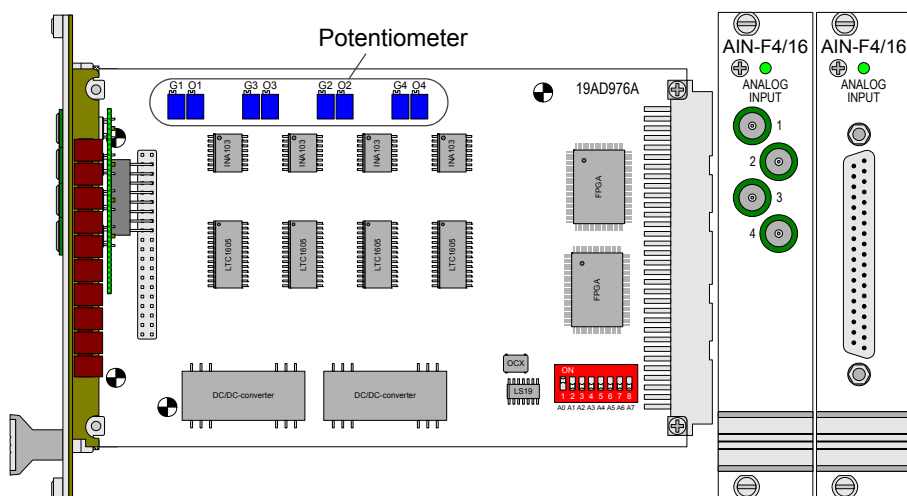 Potentiometer
G1 O1 G3 O3 G2 O2 G4 O4
19AD976A
INA103 INA103 INA103 INA103
FPGA
LTC1605 LTC1605 LTC1605 LTC1605
FPGA
DC/DC-converter DC/DC-converter
OCX
LS19
ON
1 2 3 4 5 6 7 8
A0 A1 A2 A3 A4 A5 A6 A7
AIN-F4/16
ANALOG
INPUT
1
2
3
4
AIN-F4/16
ANALOG
INPUT